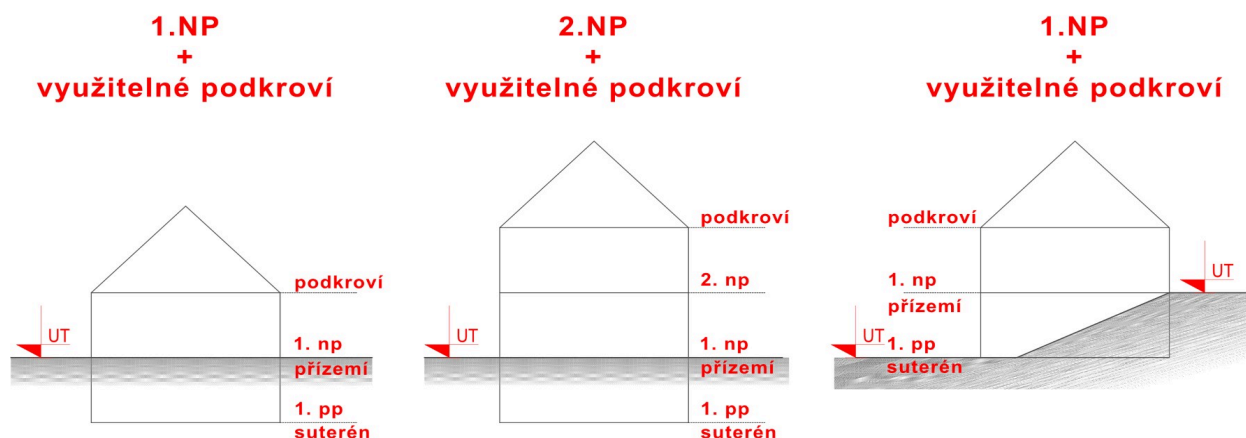 1.NP
+
využitelné podkroví
podkroví
UT
1. np
přízemí
1. pp
suterén
2.NP
+
využitelné podkroví
podkroví
2. np
UT
1. np
přízemí
1. pp
suterén
1.NP
+
využitelné podkroví
podkroví
UT
1. np
přízemí
UT
1. pp
suterén